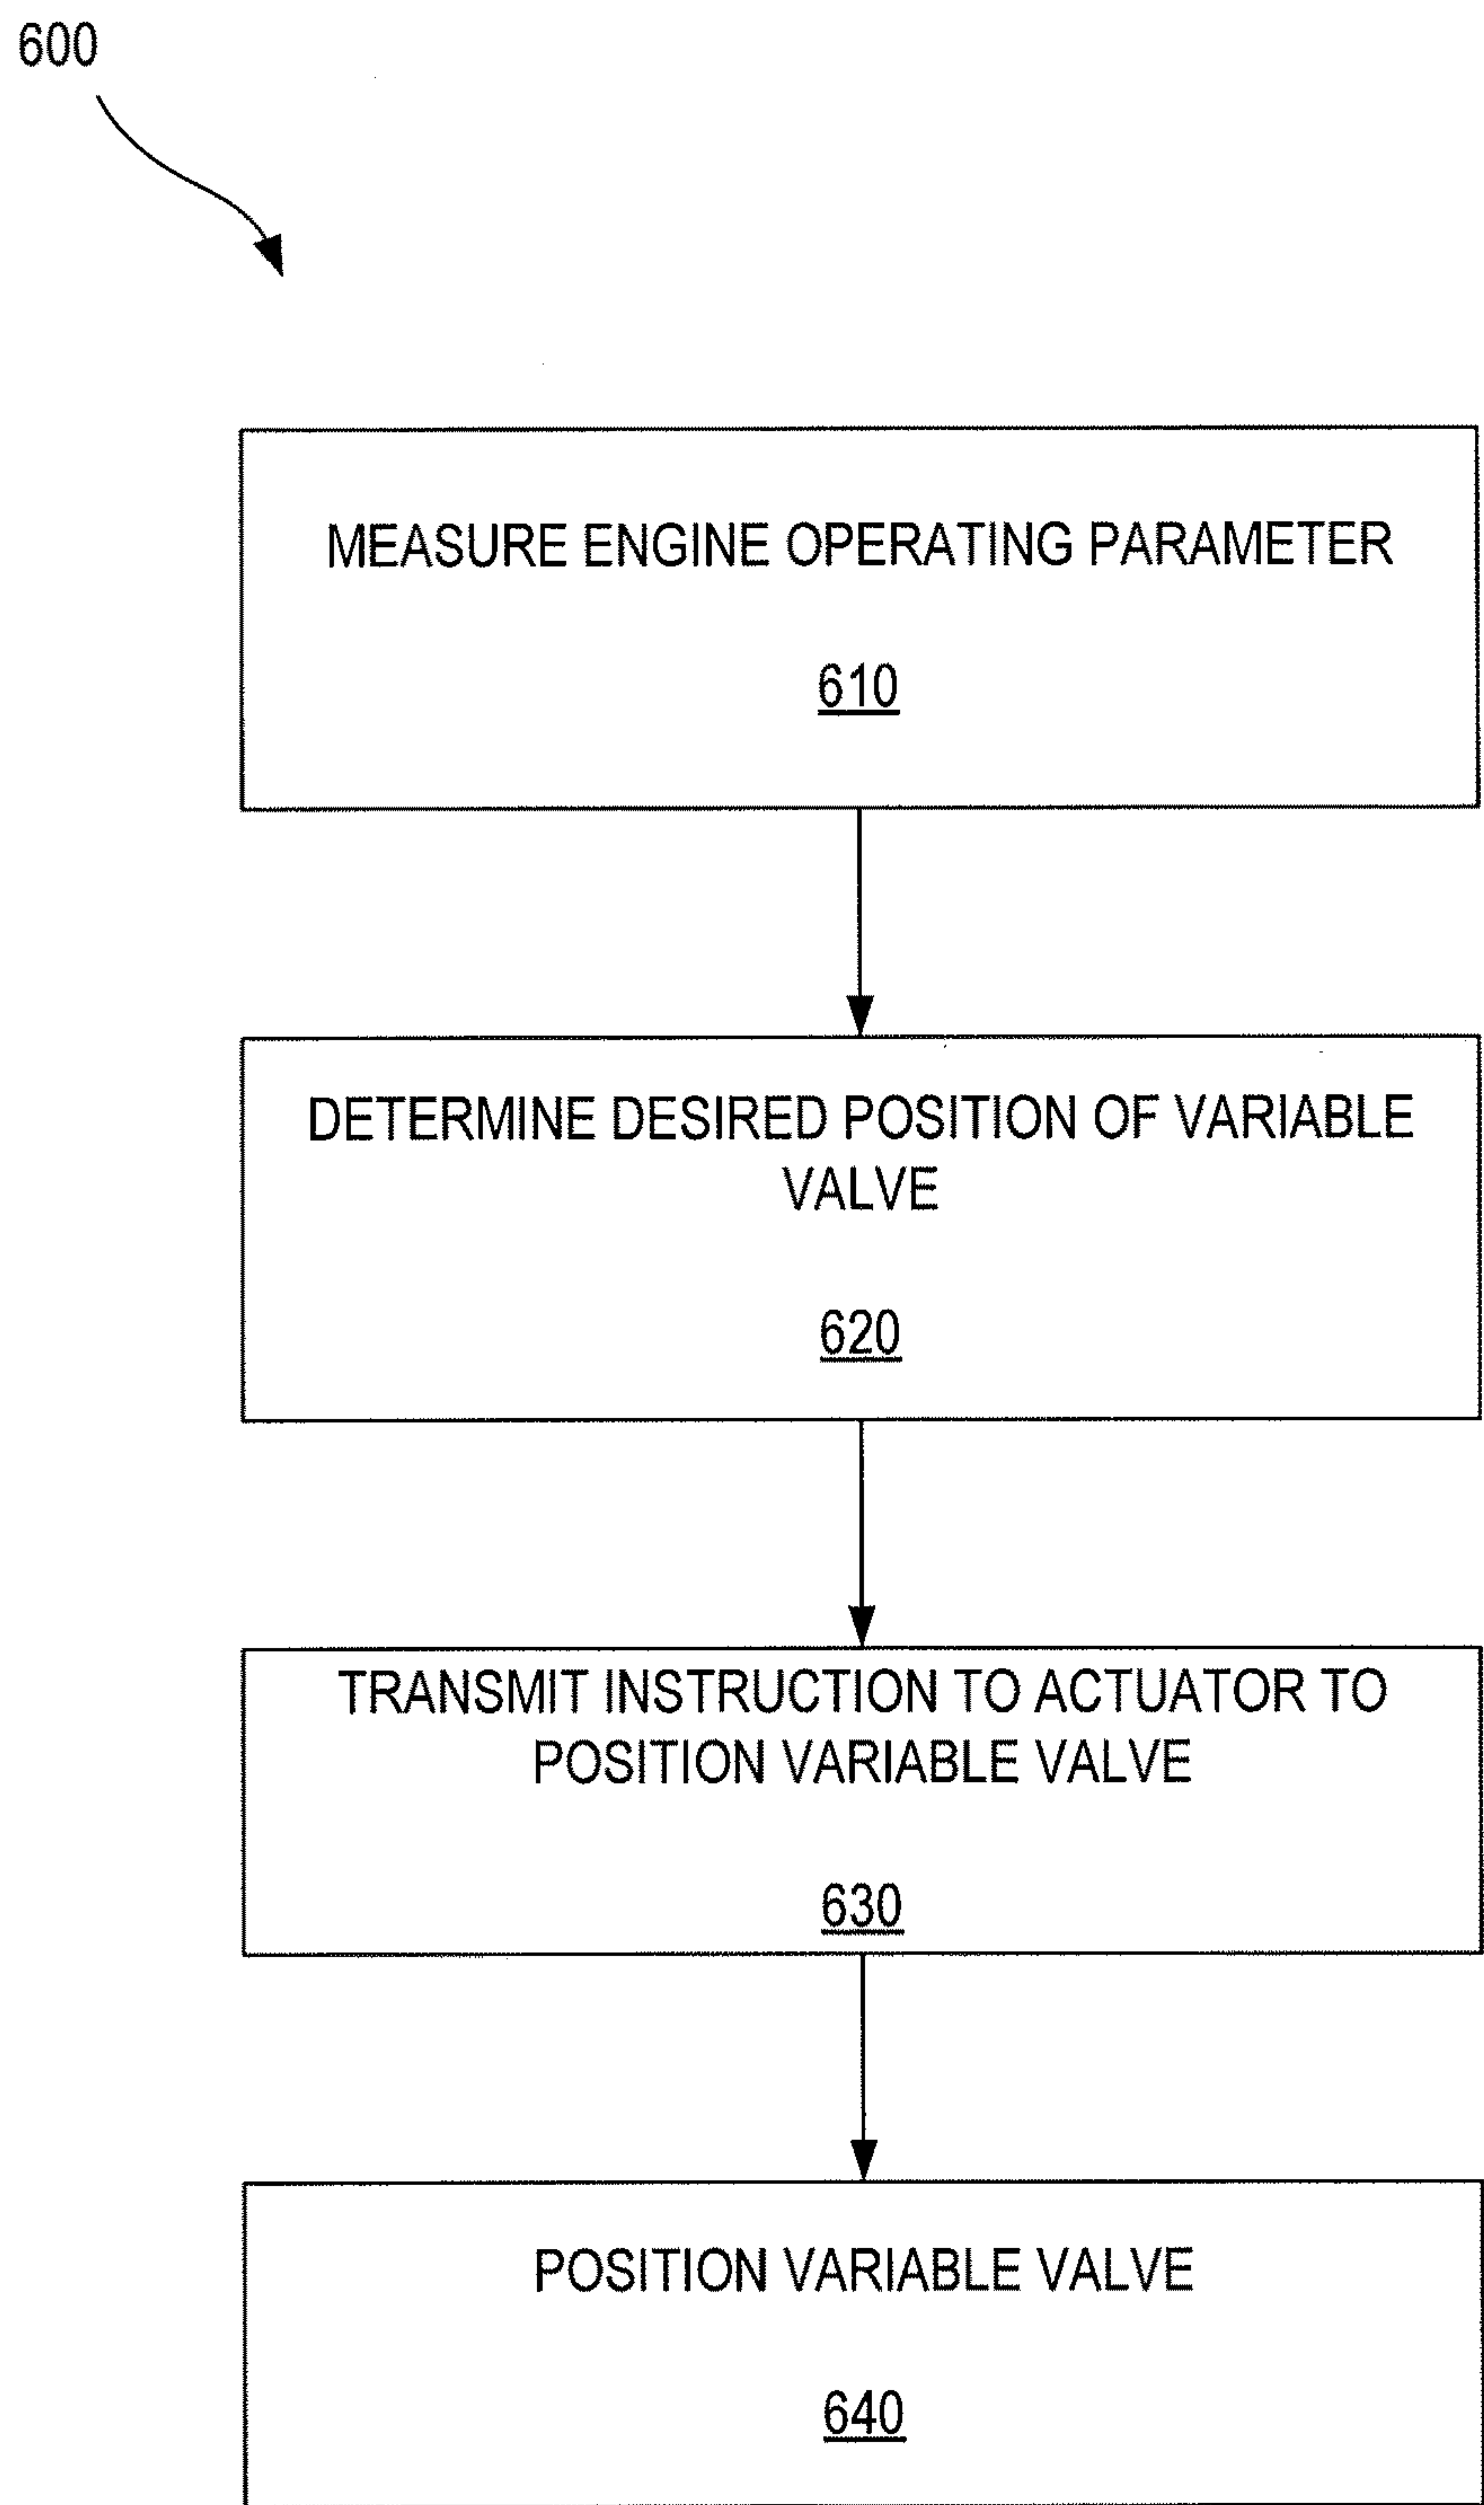 600
MEASURE ENGINE OPERATING PARAMETER
610
DETERMINE DESIRED POSITION OF VARIABLE
VALVE
620
TRANSMIT INSTRUCTION TO ACTUATOR TO
POSITION VARIABLE VALVE
630
POSITION VARIABLE VALVE
640